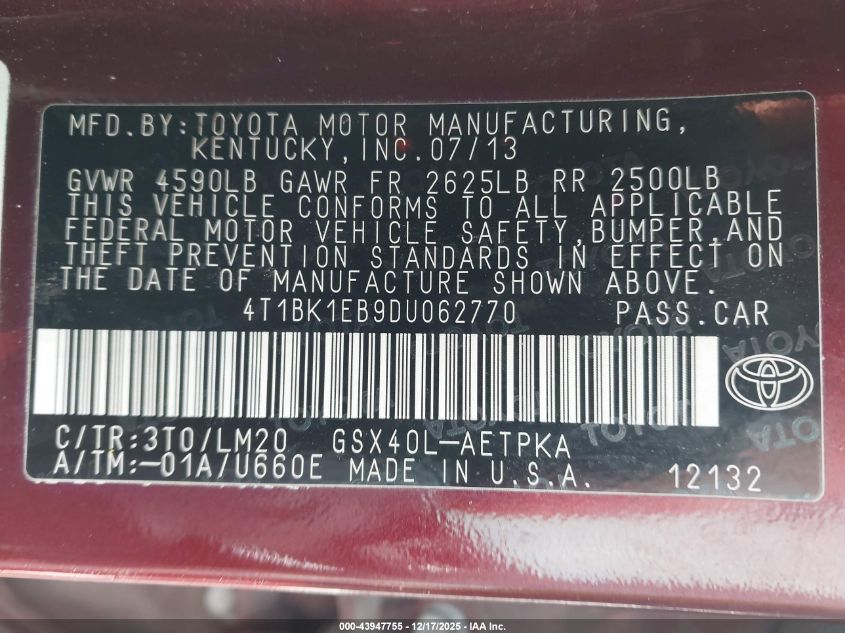 MFD.BY:TOYOTA MOTOR MANUFACTURING,
KENTUCKY,INC.07/13
GVWR 4590LB GAWR FR 2625LB RR 2500LB
THIS VEHICLE CONFORMS TO ALL APPLICABLE
FEDERAL MOTOR VEHICLE SAFETY,BUMPER,AND
THEFT PREVENTION STANDARDS IN EFFECT ON
THE DATE OF MANUFACTURE SHOWN ABOVE.
4T1BK1EB9DU062770 PASS.CAR
C/TR:3T0/LM20 GSX40L-AETPKA
A/TM:-01A/U660E MADE IN U.S.A. 12132
000-43947755 - 12/17/2025 - IAA Inc.